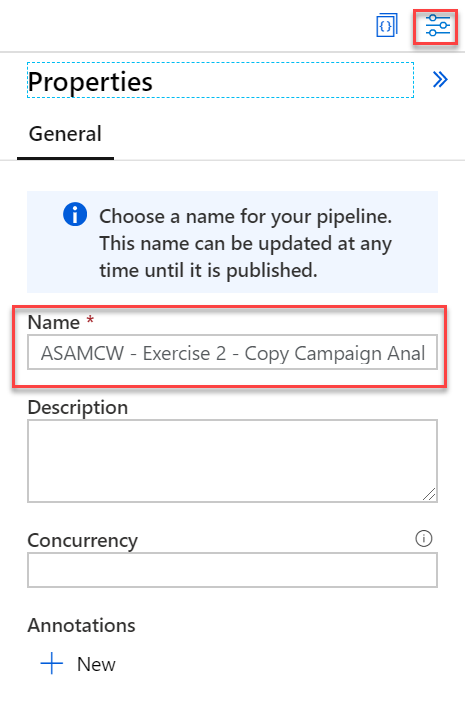 Properties
General
Choose a name for your pipeline.
This name can be updated at any
time until it is published.
Name *
ASAMCW - Exercise 2 - Copy Campaign Anal
Description
Concurrency
Annotations
New